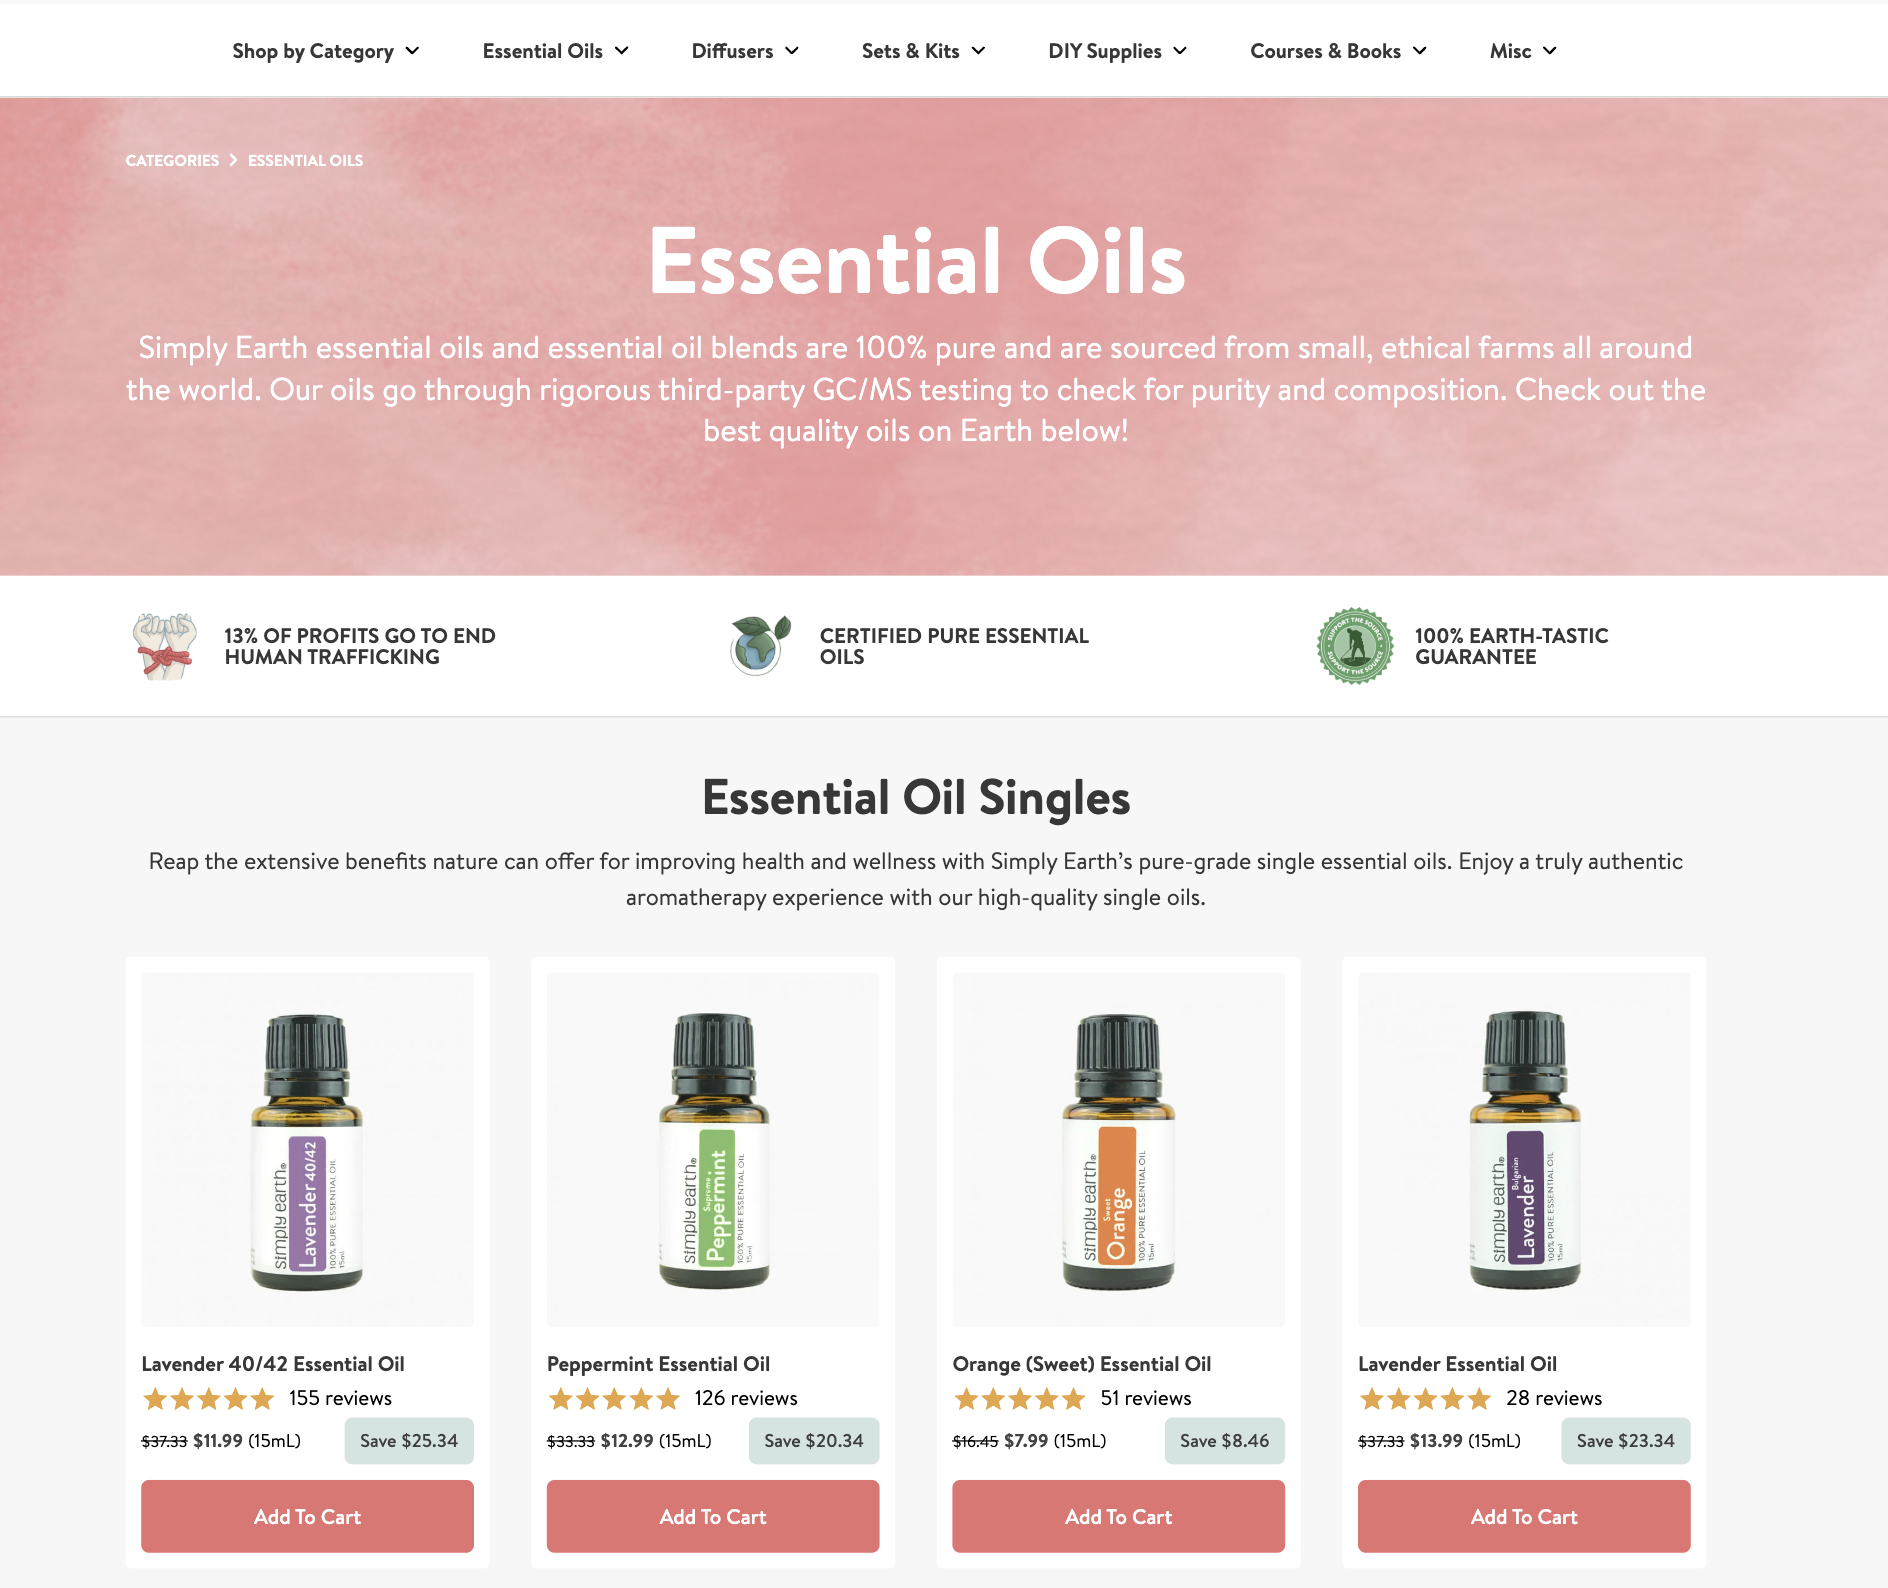 Shop by Category
Essential Oils
Diffusers
Sets & Kits
DIY Supplies
Courses & Books
Misc
CATEGORIES > ESSENTIAL OILS
Essential Oils
Simply Earth essential oils and essential oil blends are 100% pure and are sourced from small, ethical farms all around
the world. Our oils go through rigorous third-party GC/MS testing to check for purity and composition. Check out the
best quality oils on Earth below!
13% OF PROFITS GO TO END
HUMAN TRAFFICKING
CERTIFIED PURE ESSENTIAL
OILS
SUPPORT THE SOURCE
SUPPORT THE SOURCE
100% EARTH-TASTIC
GUARANTEE
Essential Oil Singles
Reap the extensive benefits nature can offer for improving health and wellness with Simply Earth's pure-grade single essential oils. Enjoy a truly authentic
aromatherapy experience with our high-quality single oils.
simply earth®
Lavender 40/42
100% PURE ESSENTIAL OIL
15ml
simply earth®
Supreme
Peppermint
100% PURE ESSENTIAL OIL
15ml
simply earth®
Sweet
Orange
100% PURE ESSENTIAL OIL
15ml
simply earth®
Bulgarian
Lavender
100% PURE ESSENTIAL OIL
15ml
Lavender 40/42 Essential Oil
155 reviews
$37.33 $11.99 (15mL)
Save $25.34
Add To Cart
Peppermint Essential Oil
126 reviews
$33.33 $12.99 (15mL)
Save $20.34
Add To Cart
Orange (Sweet) Essential Oil
51 reviews
$16.45 $7.99 (15mL)
Save $8.46
Add To Cart
Lavender Essential Oil
28 reviews
$37.33 $13.99 (15mL)
Save $23.34
Add To Cart